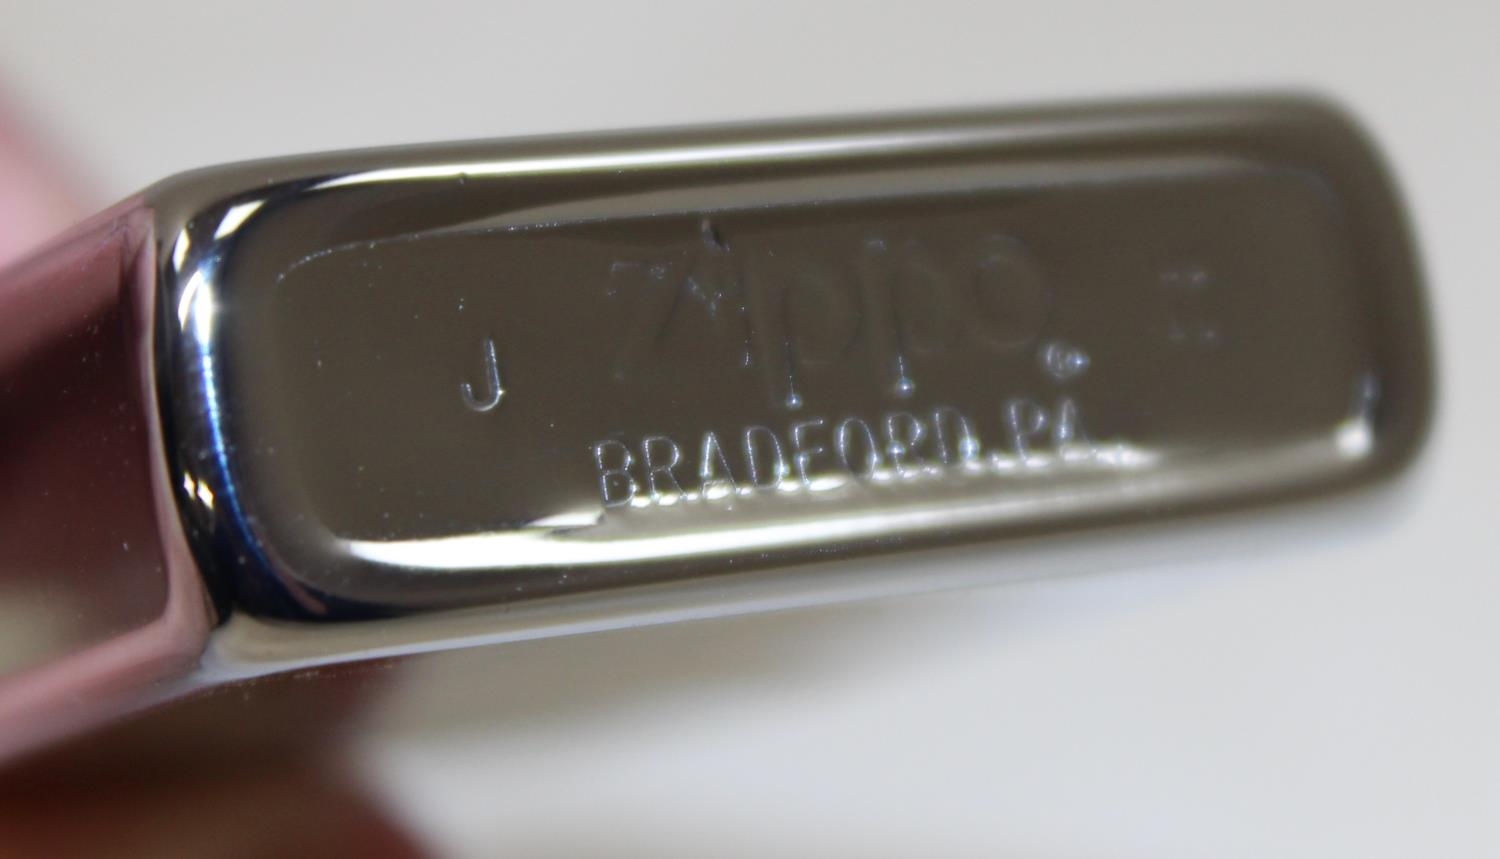 J Zippo ®
BRADFORD, PA.